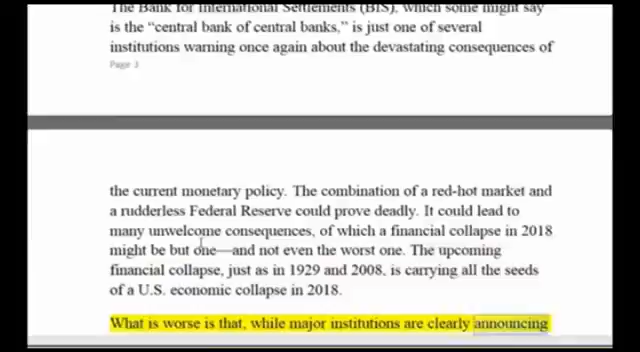 The Bank for International Settlements (BIS), which some might say
is the “central bank of central banks,” is just one of several
institutions warning once again about the devastating consequences of
Page 3
the current monetary policy. The combination of a red-hot market and
a rudderless Federal Reserve could prove deadly. It could lead to
many unwelcome consequences, of which a financial collapse in 2018
might be but one—and not even the worst one. The upcoming
financial collapse, just as in 1929 and 2008, is carrying all the seeds
of a U.S. economic collapse in 2018.
What is worse is that, while major institutions are clearly announcing